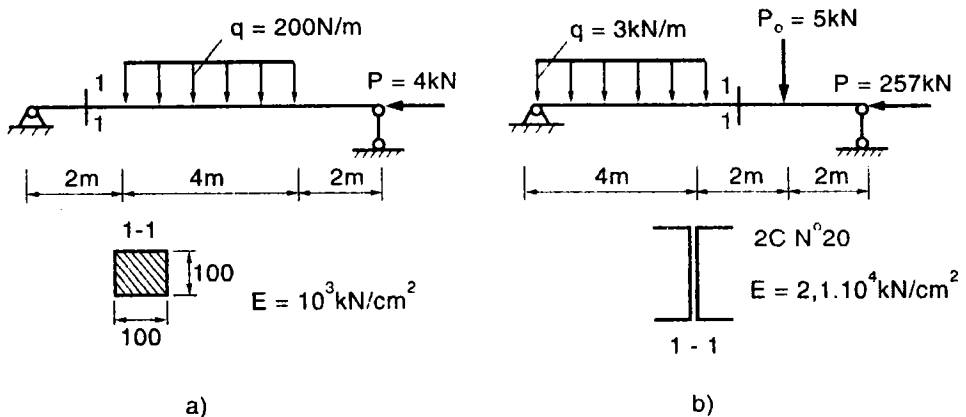 q = 200N/m
1
1
P = 4kN
2m
4m
2m
1-1
100
100
E = 10³kN/cm²
a)
q = 3kN/m
P₀ = 5kN
1
1
P = 257kN
4m
2m
2m
2C N°20
E = 2,1.10⁴kN/cm²
1 - 1
b)